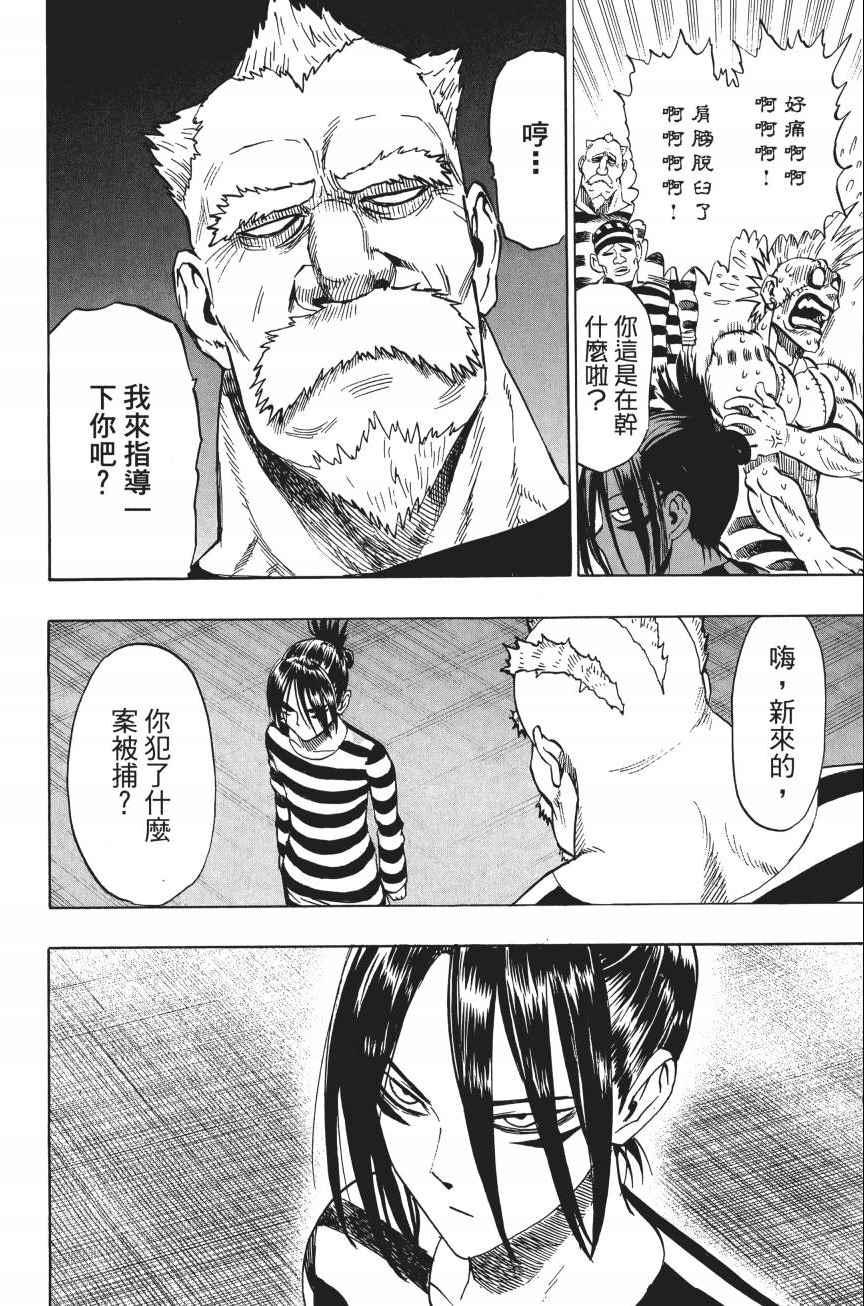 好痛啊啊
啊啊啊！
肩膀脫臼了
啊啊啊啊！
你這是在幹
什麼啦？
哼…
我來指導一
下你吧？
嗨，新來的，
你犯了什麼
案被捕？